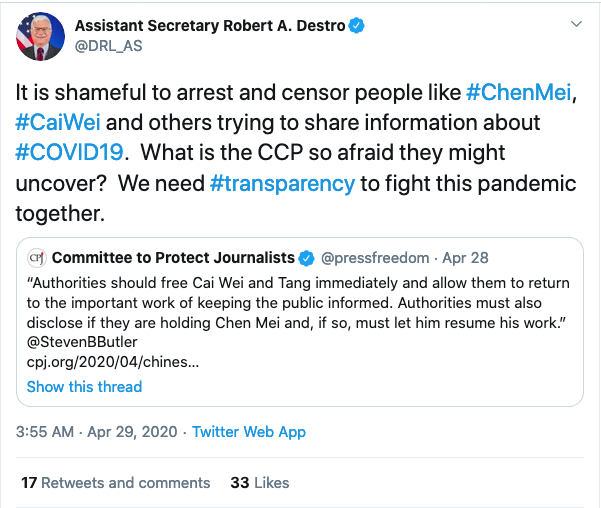 Assistant Secretary Robert A. Destro
@DRL_AS
It is shameful to arrest and censor people like #ChenMei,
#CaiWei and others trying to share information about
#COVID19.  What is the CCP so afraid they might
uncover?  We need #transparency to fight this pandemic
together.
CPJ Committee to Protect Journalists @pressfreedom · Apr 28
“Authorities should free Cai Wei and Tang immediately and allow them to return
to the important work of keeping the public informed. Authorities must also
disclose if they are holding Chen Mei and, if so, must let him resume his work.”
@StevenBButler
cpj.org/2020/04/chines...
Show this thread
3:55 AM · Apr 29, 2020 · Twitter Web App
17 Retweets and comments 33 Likes